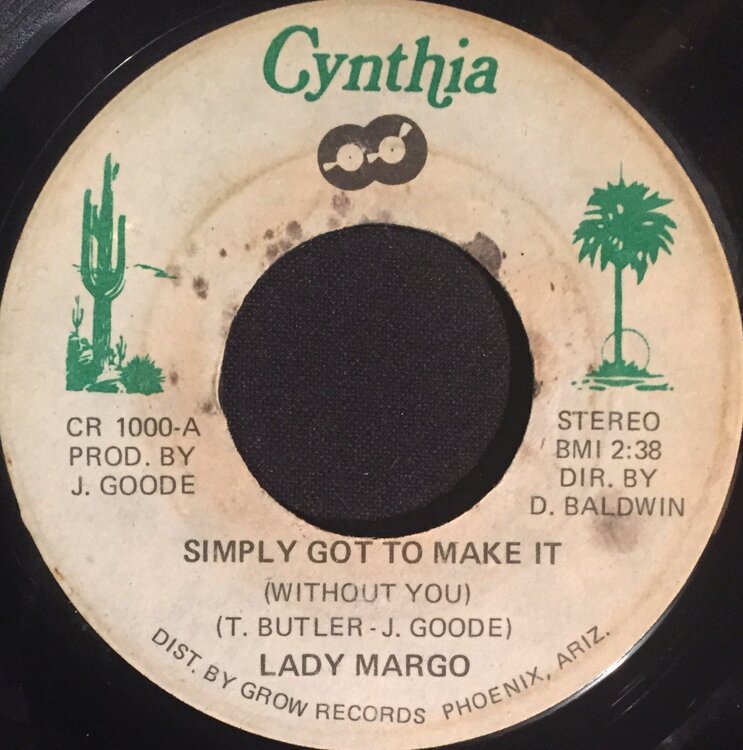 Cynthia
CR 1000-A
PROD. BY
J. GOODE
STEREO
BMI 2:38
DIR. BY
D. BALDWIN
SIMPLY GOT TO MAKE IT
(WITHOUT YOU)
(T. BUTLER - J. GOODE)
LADY MARGO
DIST. BY GROW RECORDS PHOENIX, ARIZ.